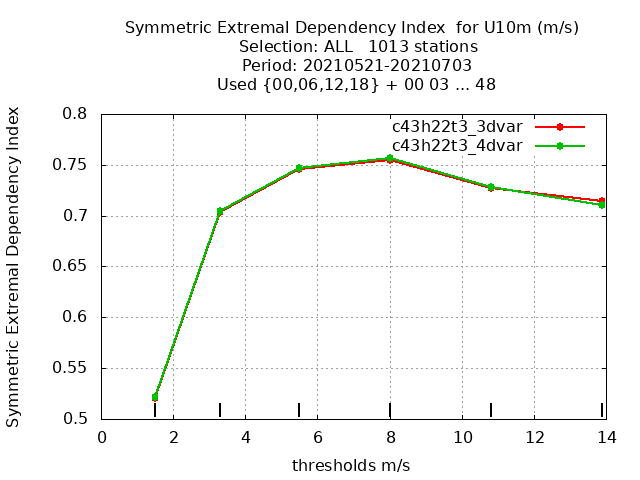 Symmetric Extremal Dependency Index  for U10m (m/s)
Selection: ALL   1013 stations
Period: 20210521-20210703
Used {00,06,12,18} + 00 03 ... 48
Symmetric Extremal Dependency Index
0.8
0.75
0.7
0.65
0.6
0.55
0.5
c43h22t3_3dvar
c43h22t3_4dvar
0 2 4 6 8 10 12 14
thresholds m/s